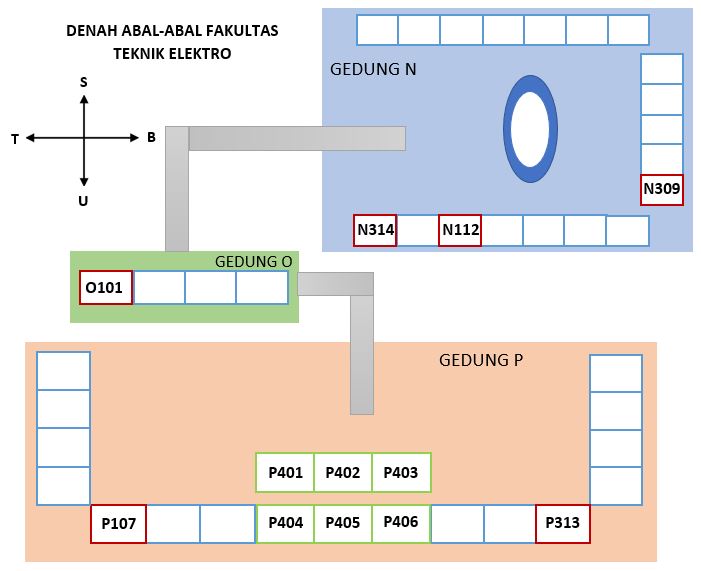 DENAH ABAL-ABAL FAKULTAS
TEKNIK ELEKTRO
S
T
B
U
GEDUNG N
N309
N314
N112
GEDUNG O
O101
GEDUNG P
P401
P402
P403
P107
P404
P405
P406
P313